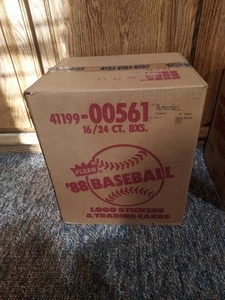 41199-00561
16/24 CT. BXS.
FLEER
'88 BASEBALL
LOGO STICKERS
& TRADING CARDS